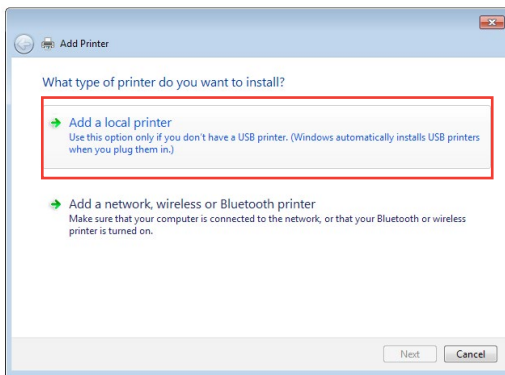 Add Printer
What type of printer do you want to install?
Add a local printer
Use this option only if you don't have a USB printer. (Windows automatically installs USB printers
when you plug them in.)
Add a network, wireless or Bluetooth printer
Make sure that your computer is connected to the network, or that your Bluetooth or wireless
printer is turned on.
Next
Cancel